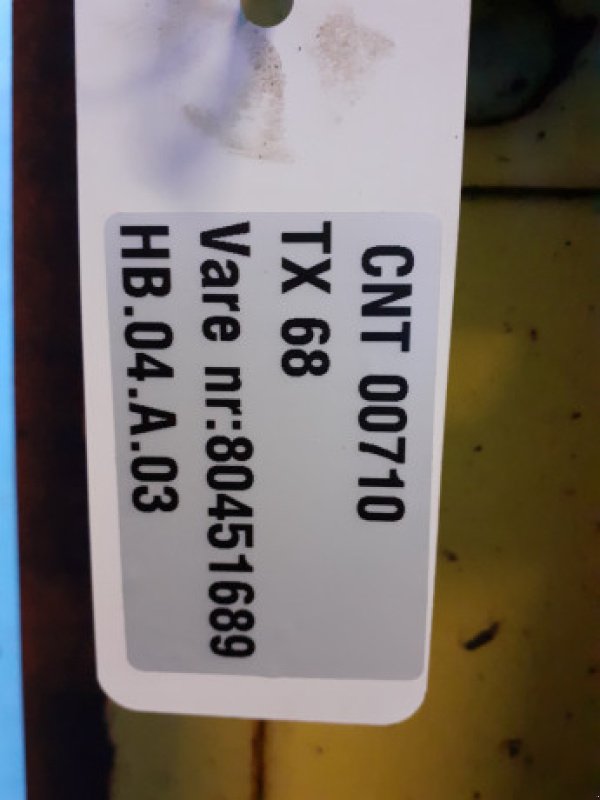 CNT 00710
TX 68
Vare nr:80451689
HB.04.A.03